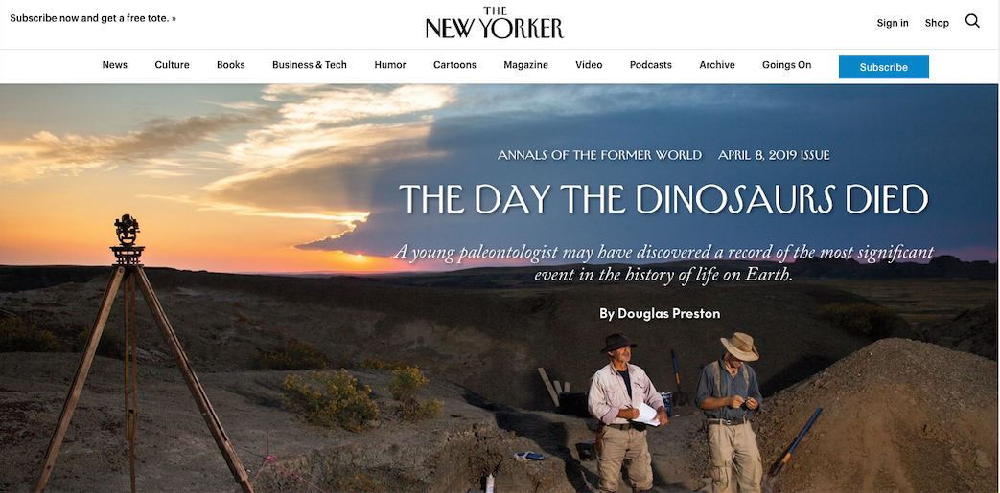 Subscribe now and get a free tote. »
THE
NEW YORKER
Sign in Shop
News Culture Books Business & Tech Humor Cartoons Magazine Video Podcasts Archive Goings On Subscribe
ANNALS OF THE FORMER WORLD APRIL 8, 2019 ISSUE
THE DAY THE DINOSAURS DIED
A young paleontologist may have discovered a record of the most significant
event in the history of life on Earth.
By Douglas Preston